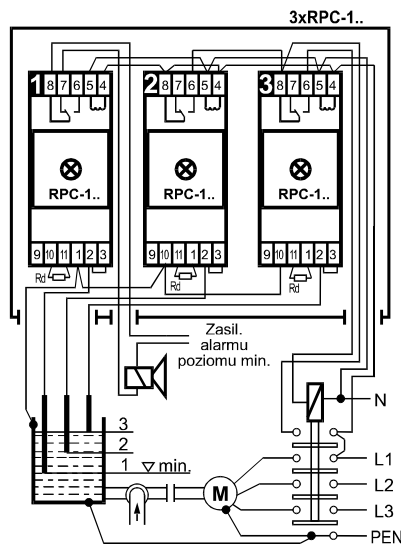 3xRPC-1..
1 8 7 6 5 4
2 8 7 6 5 4
3 8 7 6 5 4
RPC-1.. RPC-1.. RPC-1..
9 10 11 1 2 3
9 10 11 1 2 3
9 10 11 1 2 3
Rd Rd Rd
Zasil.
alarmu
poziomu min.
N
3
2
1 ▽ min.
M
L1
L2
L3
PEN